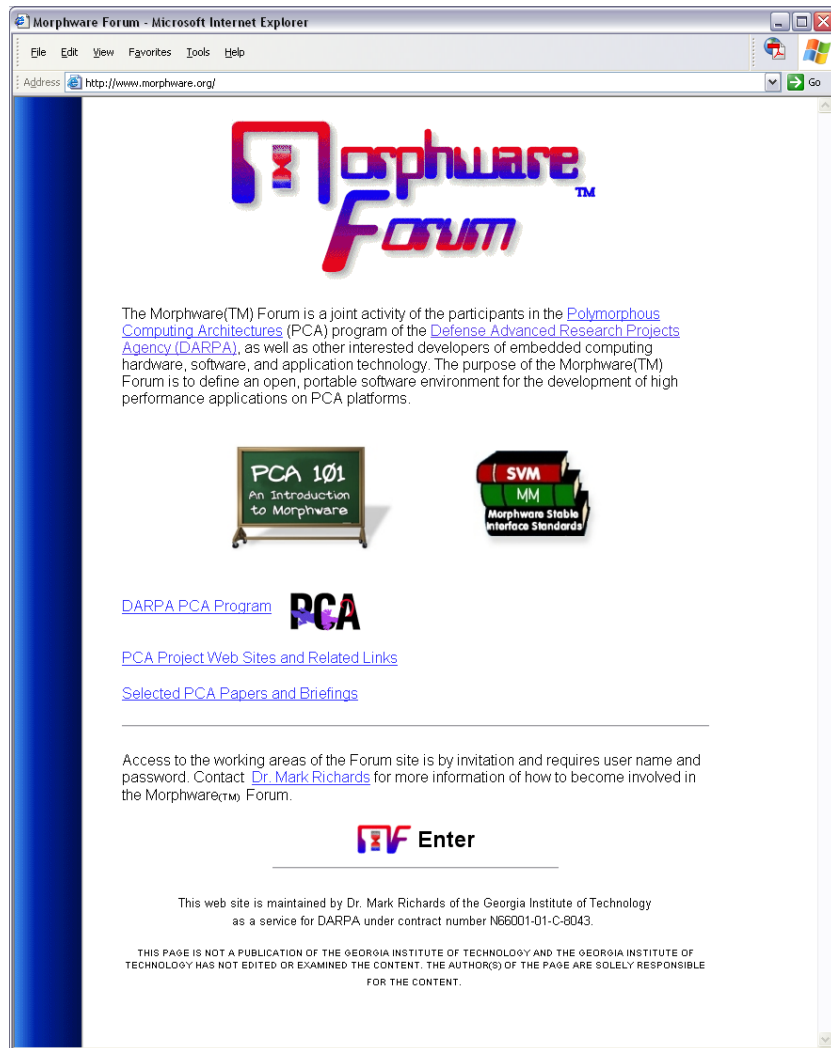 Morphware Forum - Microsoft Internet Explorer
File Edit View Favorites Tools Help
Address http://www.morphware.org/ Go
Morphware TM
Forum
The Morphware(TM) Forum is a joint activity of the participants in the Polymorphous
Computing Architectures (PCA) program of the Defense Advanced Research Projects
Agency (DARPA), as well as other interested developers of embedded computing
hardware, software, and application technology. The purpose of the Morphware(TM)
Forum is to define an open, portable software environment for the development of high
performance applications on PCA platforms.
PCA 101
An Introduction
to Morphware
SVM
MM
Morphware Stable
Interface Standards
DARPA PCA Program PCA
PCA Project Web Sites and Related Links
Selected PCA Papers and Briefings
Access to the working areas of the Forum site is by invitation and requires user name and
password. Contact Dr. Mark Richards for more information of how to become involved in
the Morphware(TM) Forum.
MF Enter
This web site is maintained by Dr. Mark Richards of the Georgia Institute of Technology
as a service for DARPA under contract number N66001-01-C-8043.
THIS PAGE IS NOT A PUBLICATION OF THE GEORGIA INSTITUTE OF TECHNOLOGY AND THE GEORGIA INSTITUTE OF
TECHNOLOGY HAS NOT EDITED OR EXAMINED THE CONTENT. THE AUTHOR(S) OF THE PAGE ARE SOLELY RESPONSIBLE
FOR THE CONTENT.